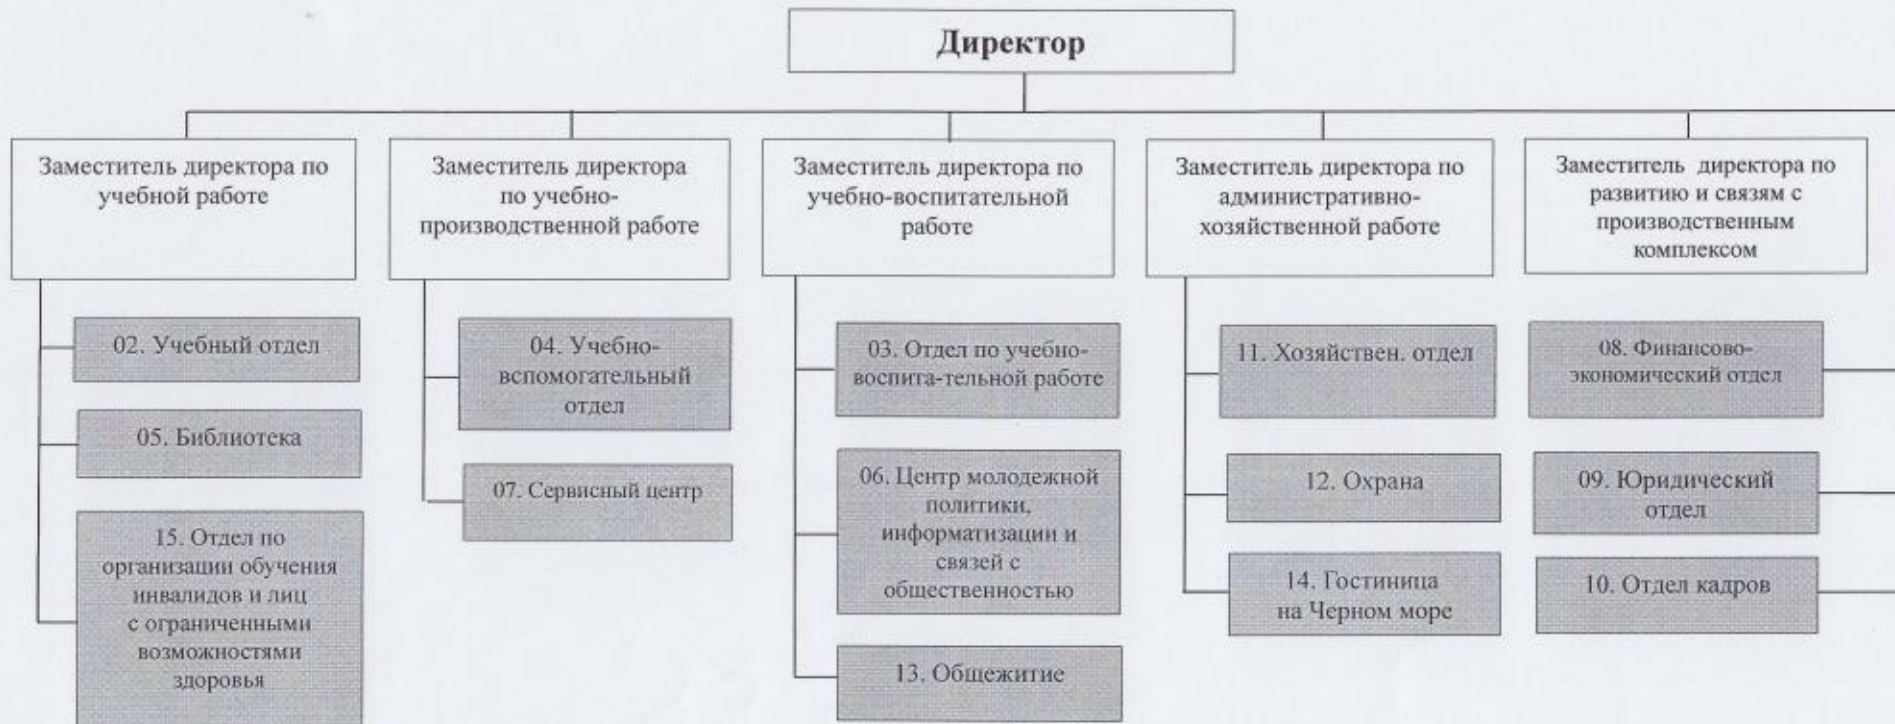 Директор
Заместитель директора по
учебной работе
Заместитель директора
по учебно-
производственной работе
Заместитель директора по
учебно-воспитательной
работе
Заместитель директора по
административно-
хозяйственной работе
Заместитель директора по
развитию и связям с
производственным
комплексом
02. Учебный отдел
05. Библиотека
15. Отдел по
организации обучения
инвалидов и лиц
с ограниченными
возможностями
здоровья
04. Учебно-
вспомогательный
отдел
07. Сервисный центр
03. Отдел по учебно-
воспита-тельной работе
06. Центр молодежной
политики,
информатизации и
связей с
общественностью
13. Общежитие
11. Хозяйствен. отдел
12. Охрана
14. Гостиница
на Черном море
08. Финансово-
экономический отдел
09. Юридический
отдел
10. Отдел кадров